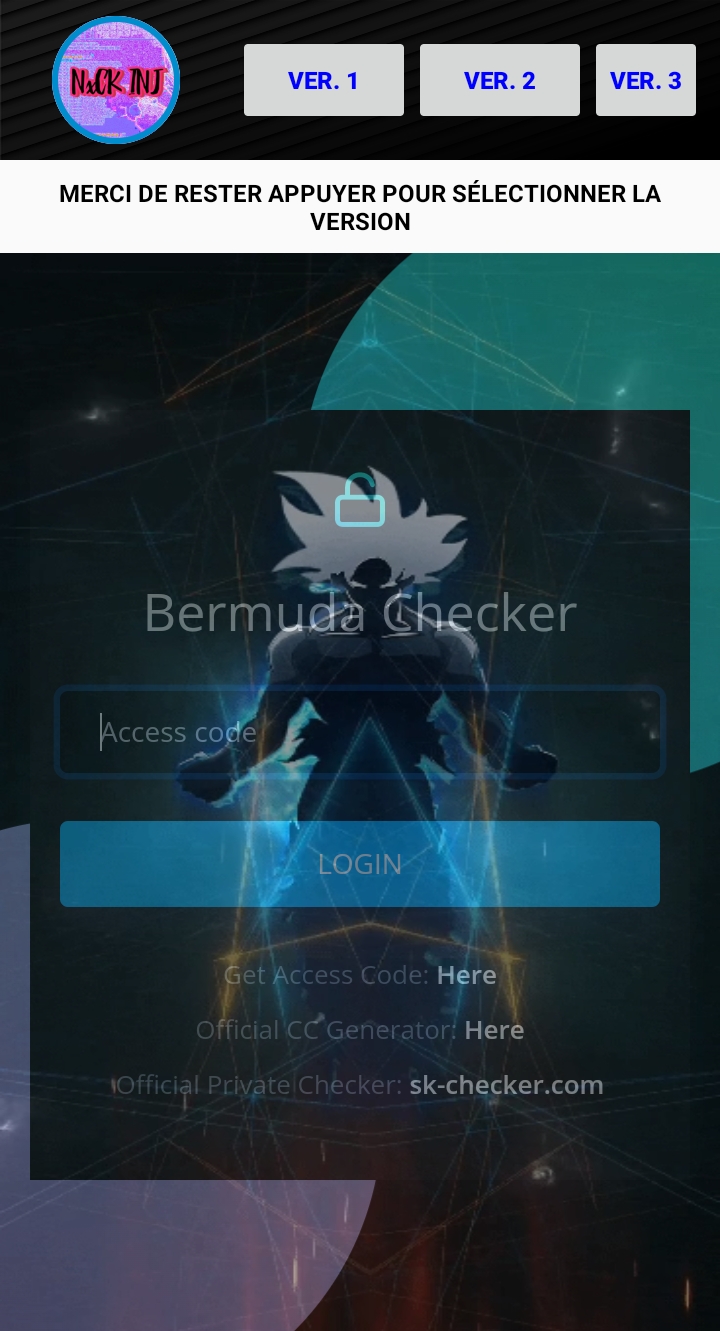 NxCK INJ
VER. 1
VER. 2
VER. 3
MERCI DE RESTER APPUYER POUR SÉLECTIONNER LA
VERSION
Bermuda Checker
Access code
LOGIN
Get Access Code: Here
Official CC Generator: Here
Official Private Checker: sk-checker.com